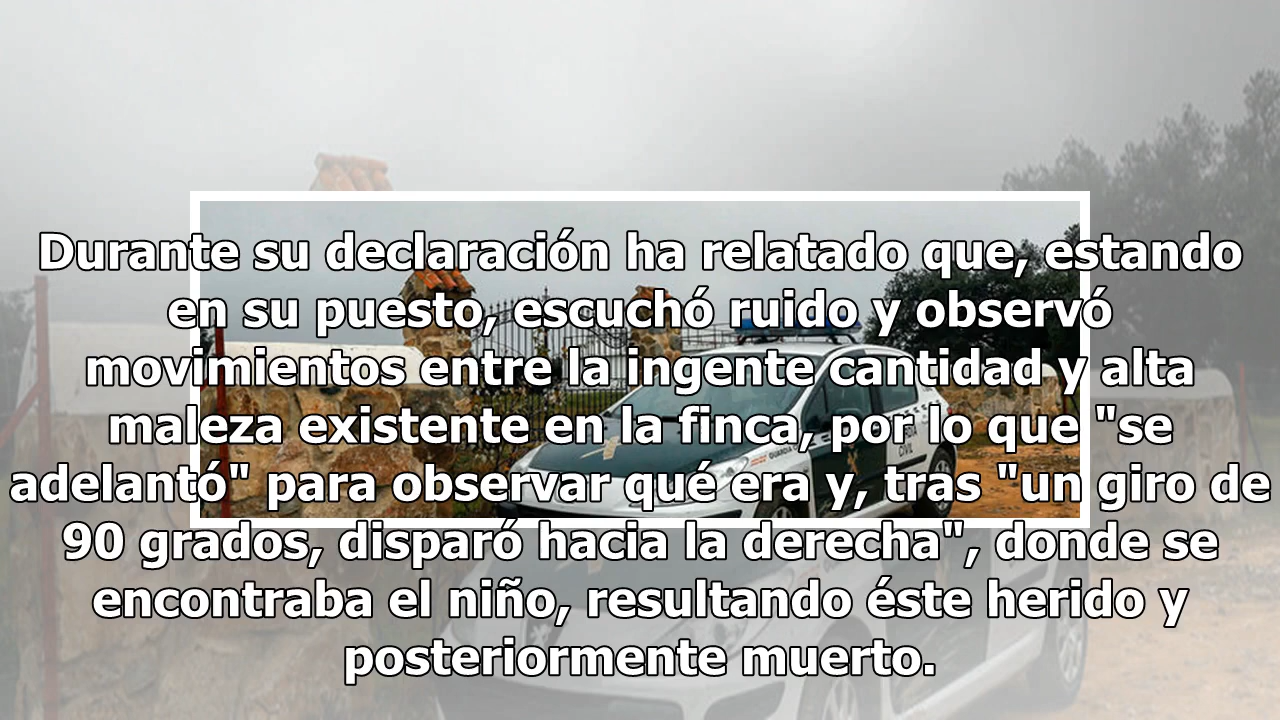 Durante su declaración ha relatado que, estando
en su puesto, escuchó ruido y observó
movimientos entre la ingente cantidad y alta
maleza existente en la finca, por lo que "se
adelantó" para observar qué era y, tras "un giro de
90 grados, disparó hacia la derecha", donde se
encontraba el niño, resultando éste herido y
posteriormente muerto.
GUARDIA
CIVIL